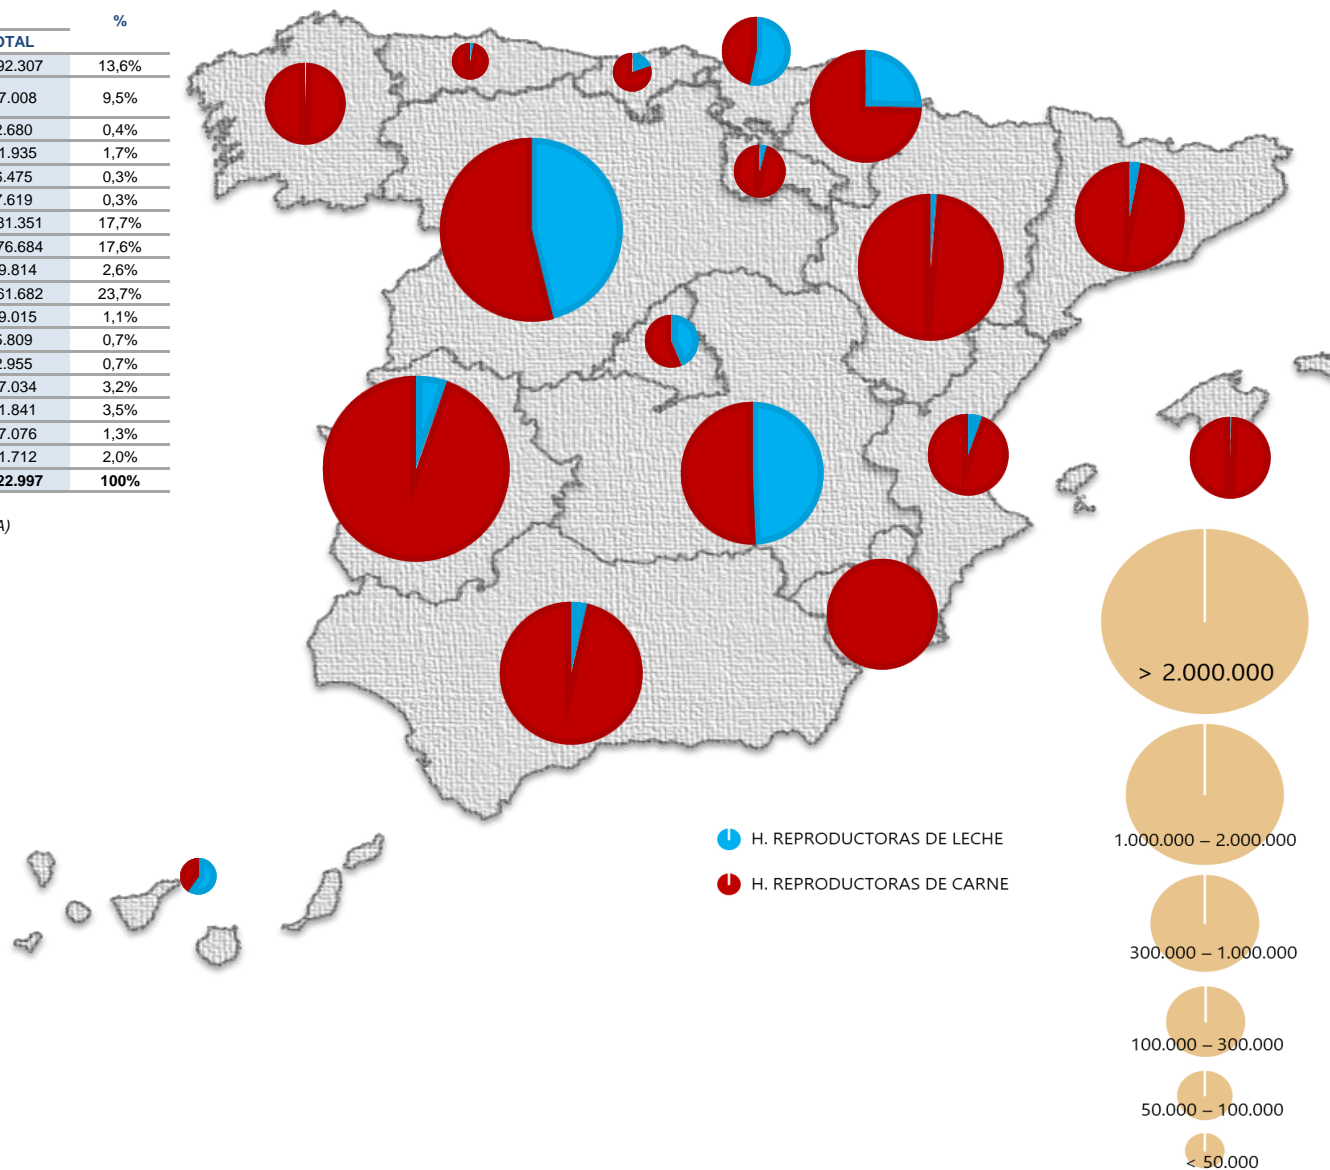 %
OTAL
92.307 13,6%
7.008 9,5%
2.680 0,4%
1.935 1,7%
6.475 0,3%
7.619 0,3%
31.351 17,7%
76.684 17,6%
9.814 2,6%
61.682 23,7%
9.015 1,1%
5.809 0,7%
2.955 0,7%
7.034 3,2%
1.841 3,5%
7.076 1,3%
1.712 2,0%
22.997 100%
A)
> 2.000.000
H. REPRODUCTORAS DE LECHE
1.000.000 – 2.000.000
H. REPRODUCTORAS DE CARNE
300.000 – 1.000.000
100.000 – 300.000
50.000 – 100.000
< 50.000